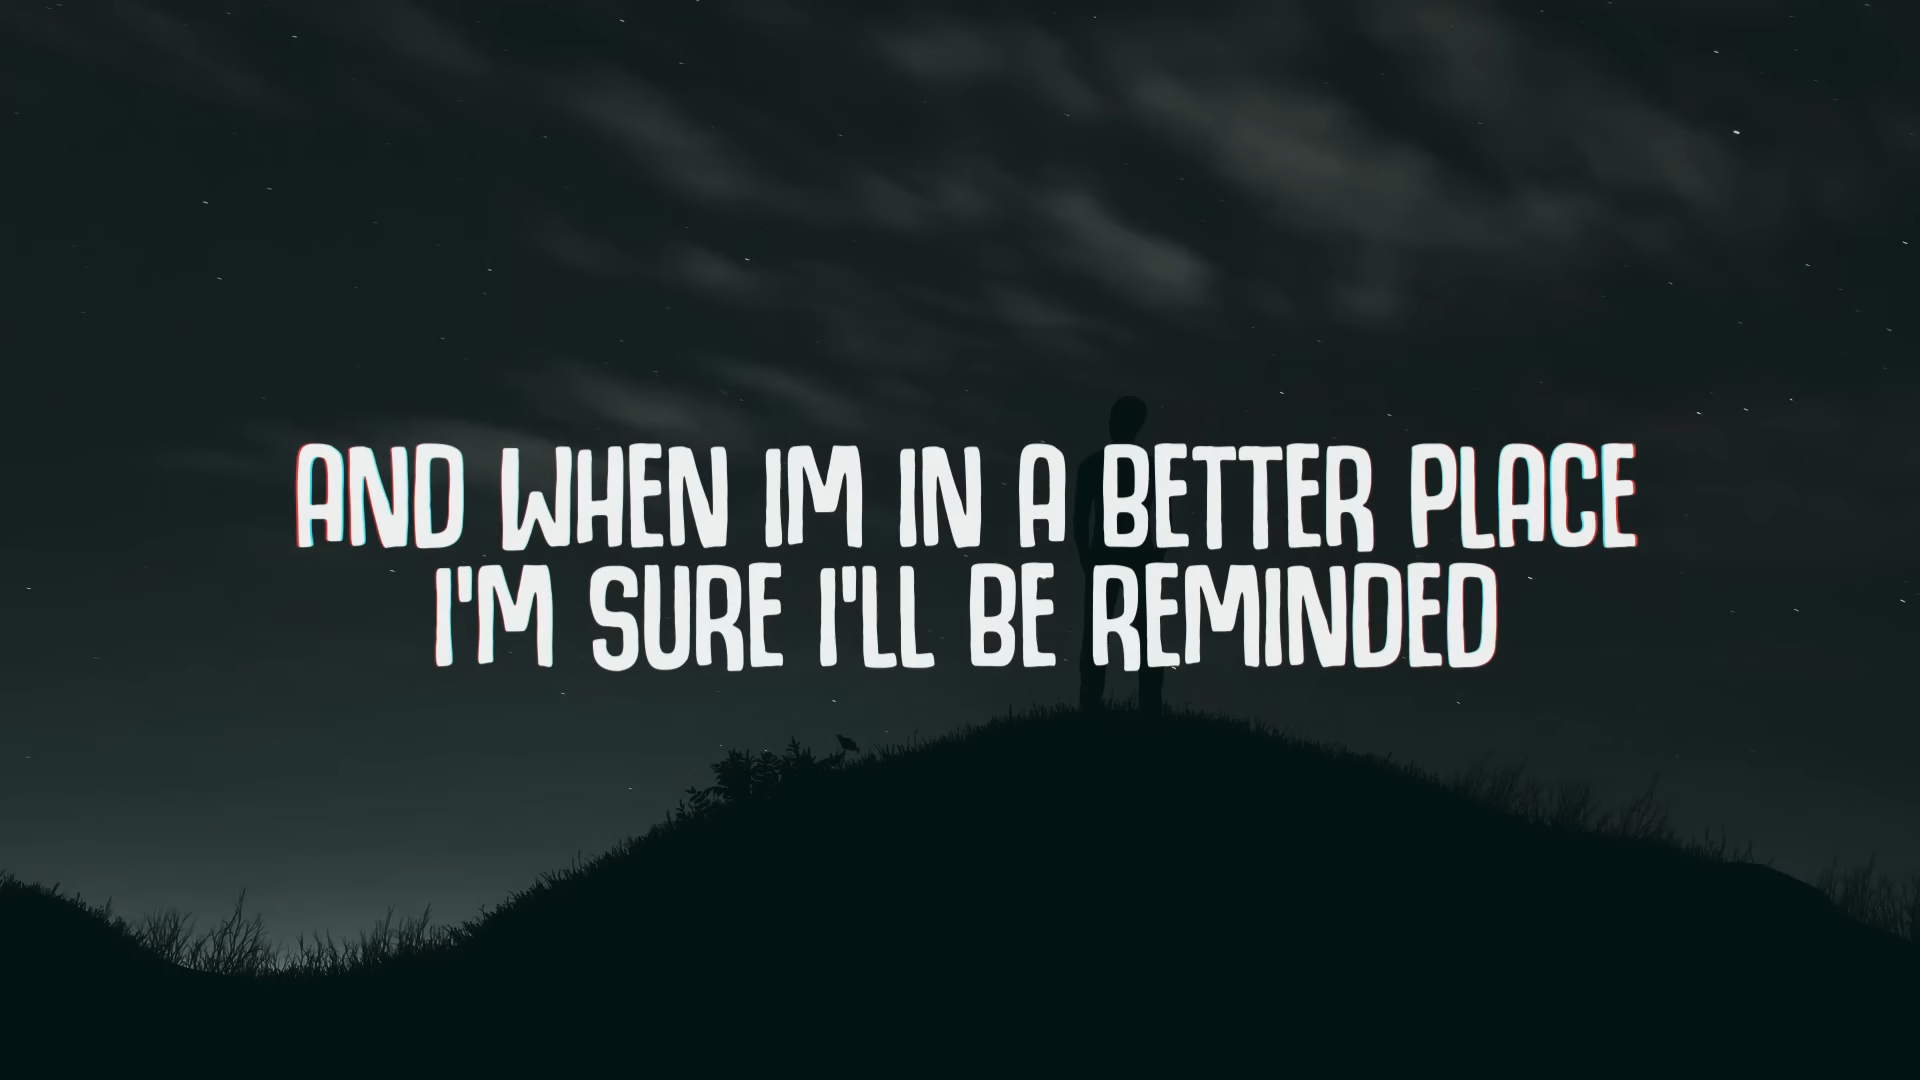 AND WHEN IM IN A BETTER PLACE
I'M SURE I'LL BE REMINDED